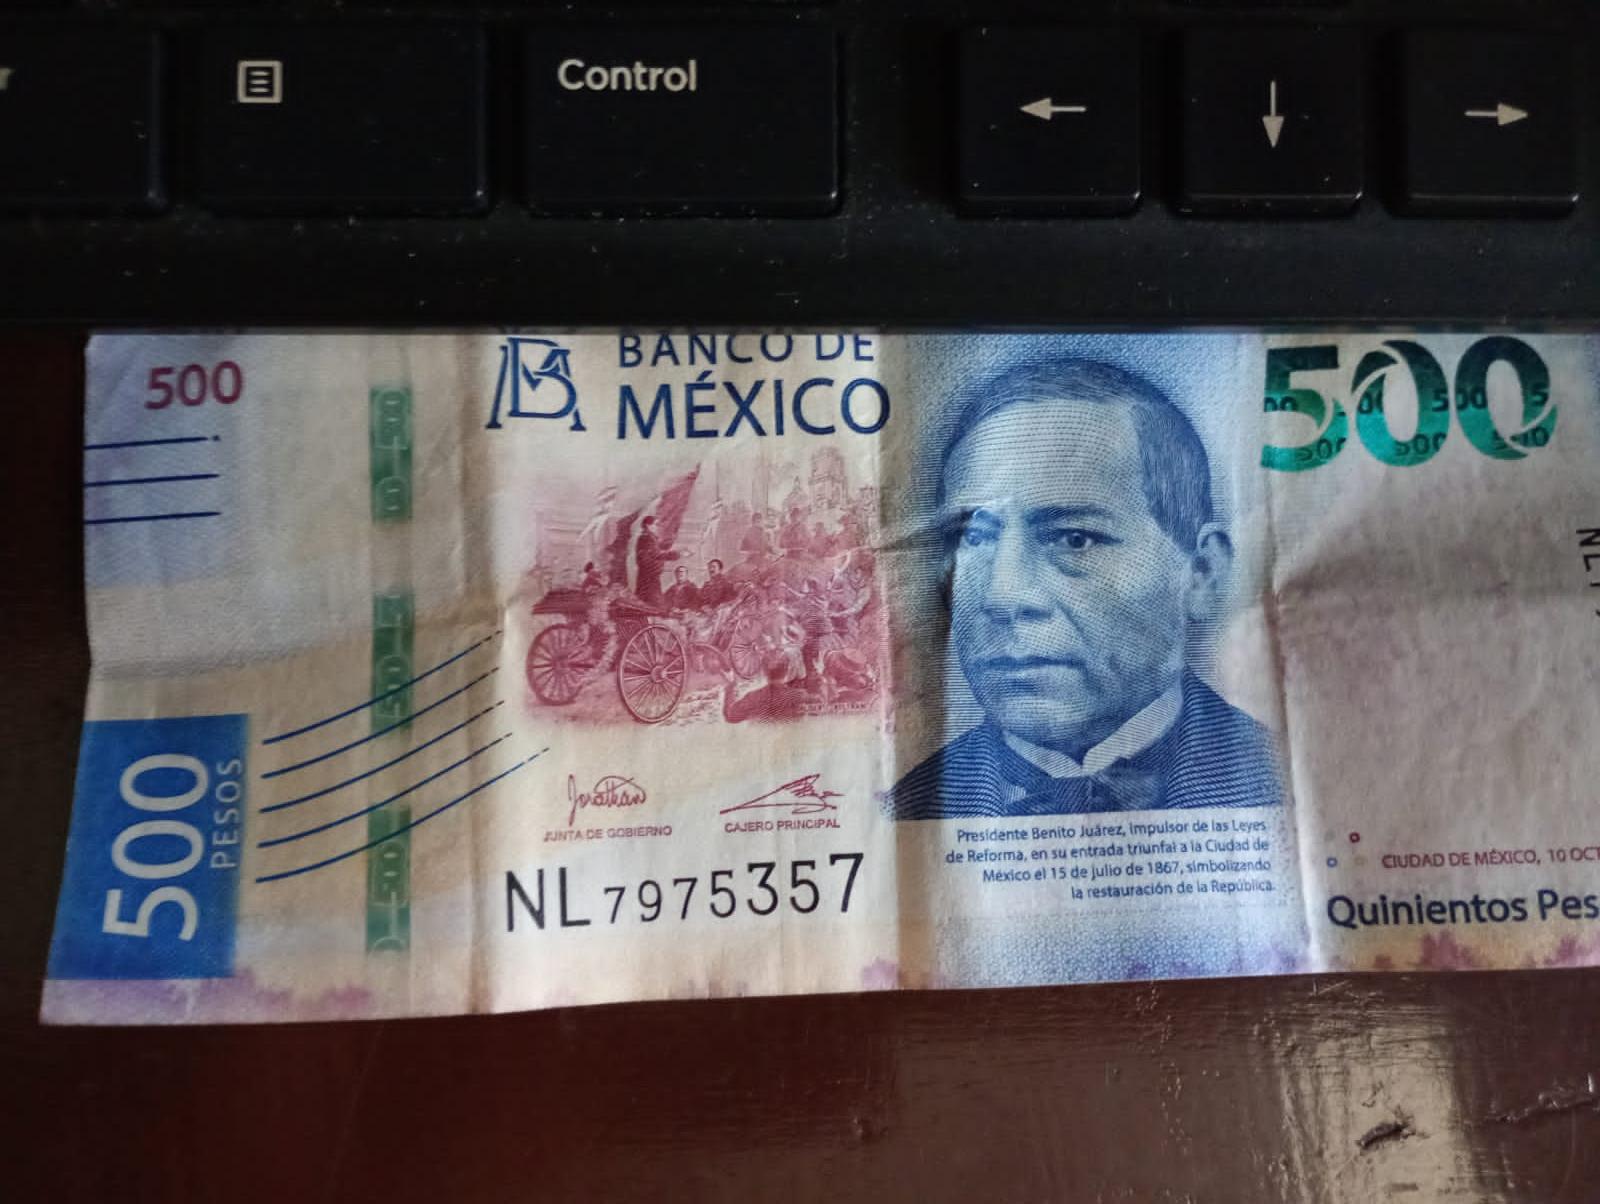 r
Control
500
BANCO DE
MÉXICO
500
500
PESOS
JUNTA DE GOBIERNO
CAJERO PRINCIPAL
NL7975357
Presidente Benito Juárez, impulsor de las Leyes
de Reforma, en su entrada triunfal a la Ciudad de
México el 15 de julio de 1867, simbolizando
la restauración de la República.
CIUDAD DE MÉXICO, 10 OCT
Quinientos Pes